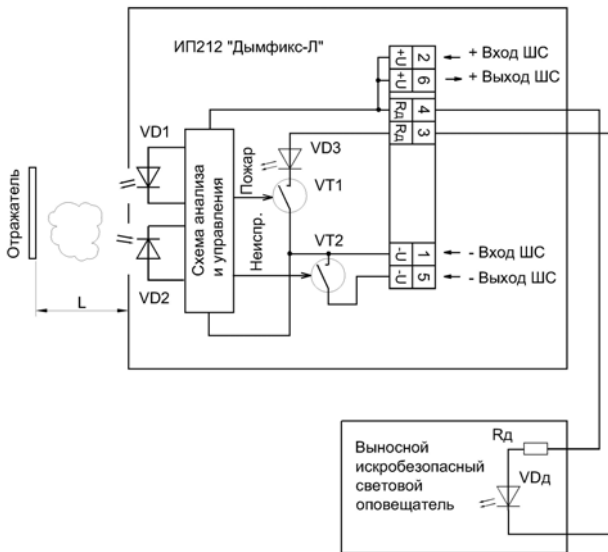 ИП212 "Дымфикс-Л"
+U 2 + Вход ШС
+U 6 + Выход ШС
Rд 4
Rд 3
VD1
VD3
Пожар
VT1
Отражатель
Схема анализа
и управления
Неиспр.
VT2
-U 1 - Вход ШС
-U 5 - Выход ШС
L
VD2
Выносной
искробезопасный
световой
оповещатель
Rд
VDд